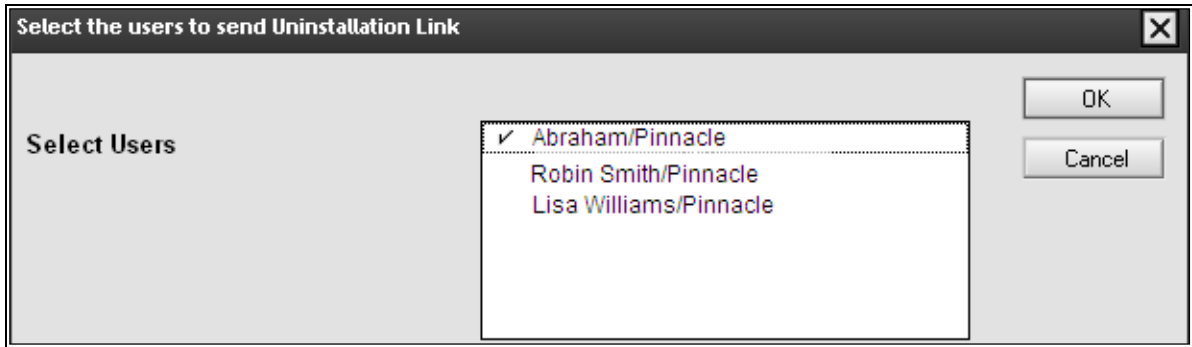 Select the users to send Uninstallation Link
OK
Select Users
✓ Abraham/Pinnacle
Cancel
Robin Smith/Pinnacle
Lisa Williams/Pinnacle